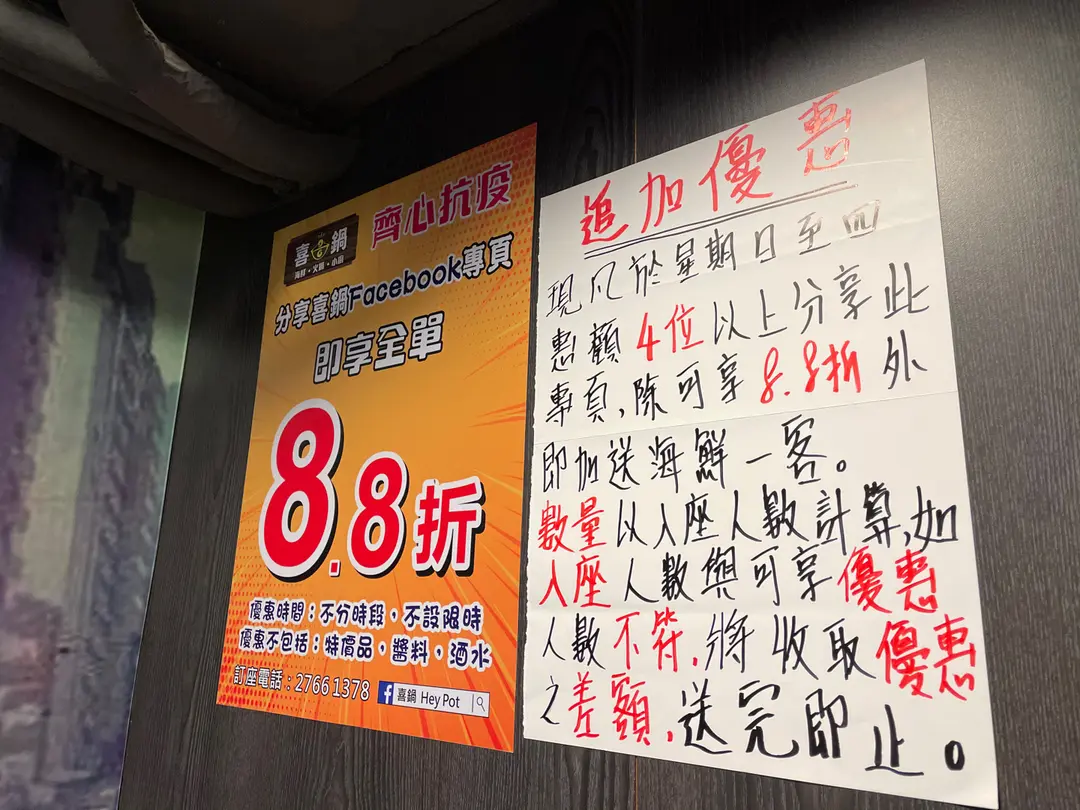 齊心抗疫
喜鍋
海鮮・火鍋・小廚
分享喜鍋Facebook專頁
即享全單
8.8折
優惠時間：不分時段，不設限時
優惠不包括：特價品，醬料，酒水
訂座電話：2766 1378
喜鍋 Hey Pot
追加優惠
現凡於星期日至四
惠顧4位以上分享此
專頁,除可享8.8折外
即加送海鮮一客。
數量以入座人數計算,如
入座人數與可享優惠
人數不符,將收取優惠
之差額,送完即止。